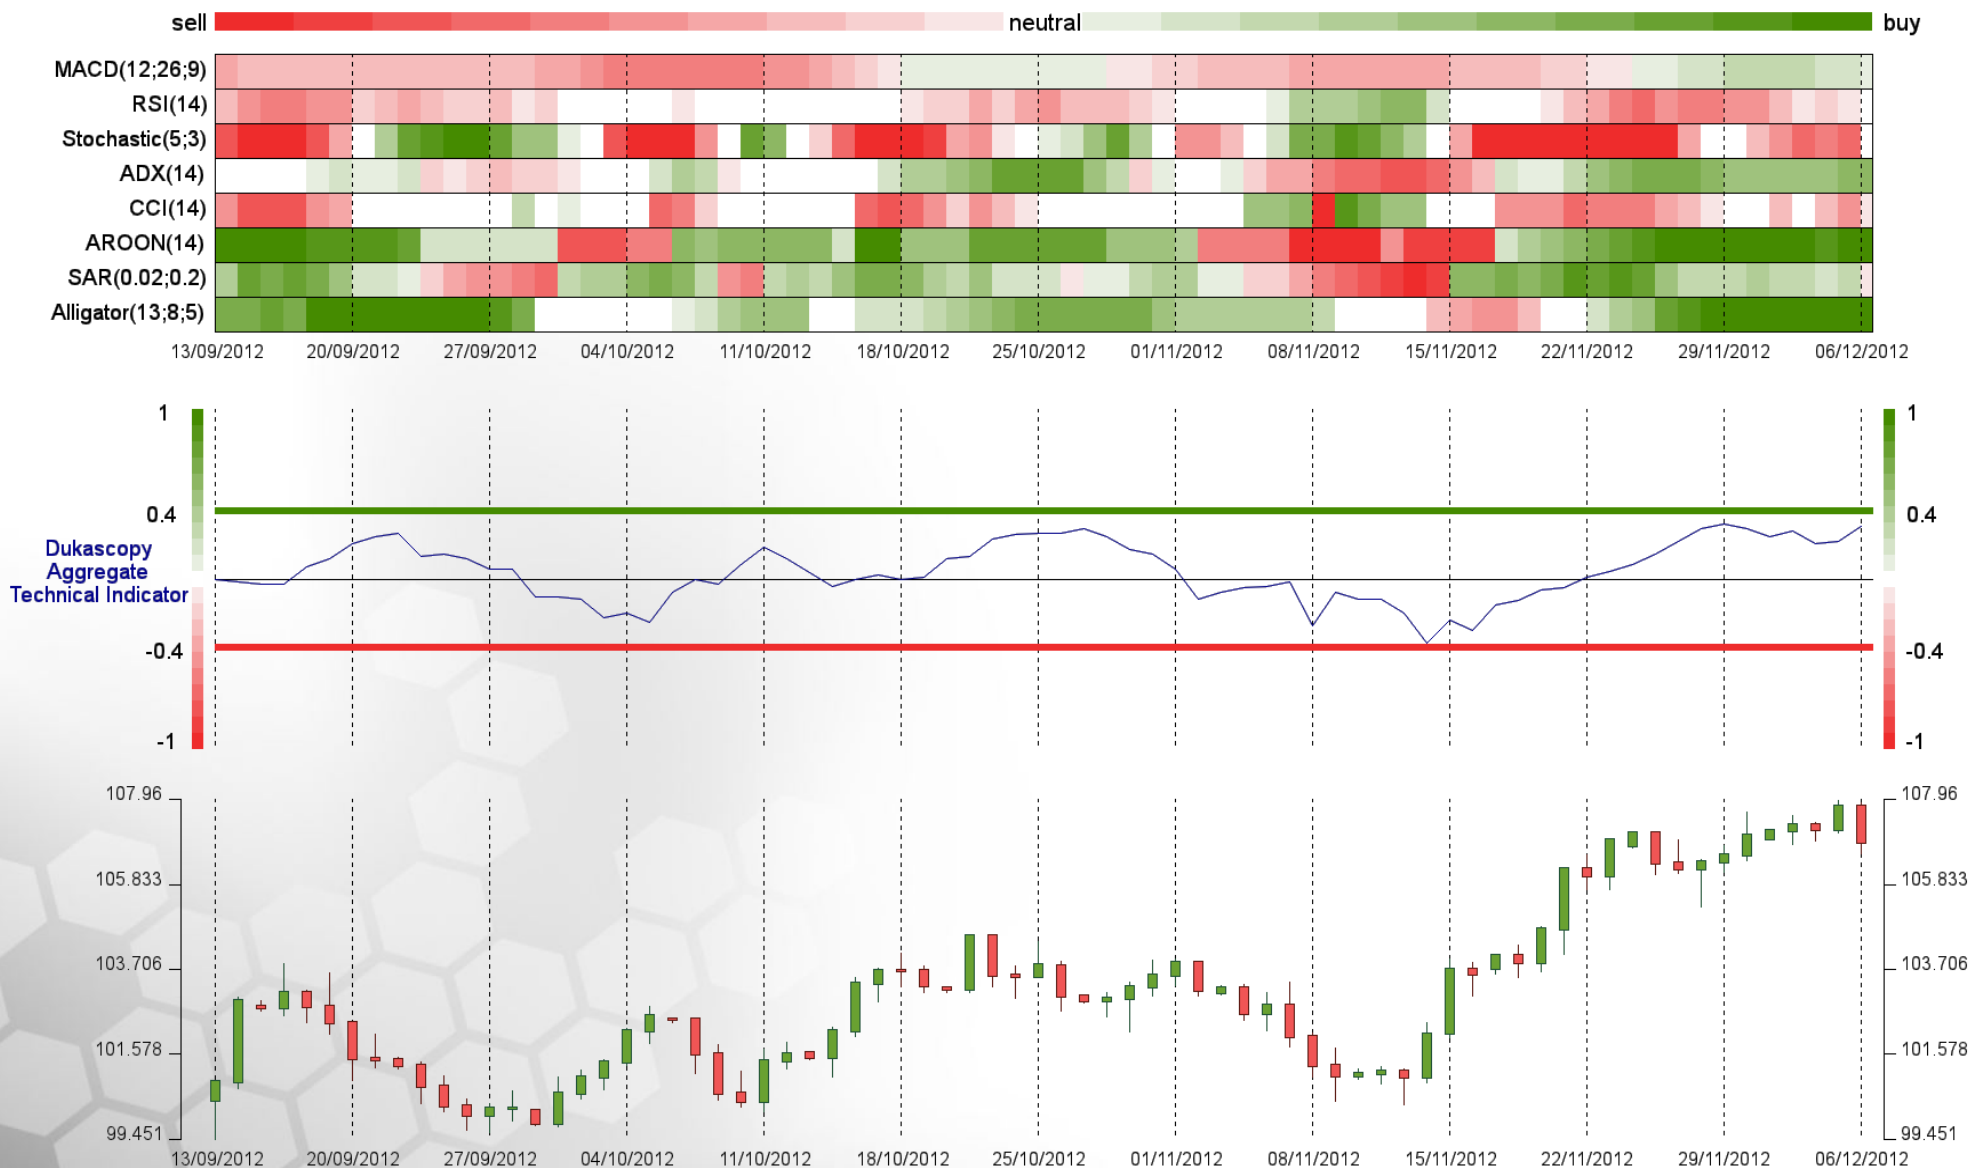 sell neutral buy
MACD(12;26;9)
RSI(14)
Stochastic(5;3)
ADX(14)
CCI(14)
AROON(14)
SAR(0.02;0.2)
Alligator(13;8;5)
13/09/2012 20/09/2012 27/09/2012 04/10/2012 11/10/2012 18/10/2012 25/10/2012 01/11/2012 08/11/2012 15/11/2012 22/11/2012 29/11/2012 06/12/2012
1 1
0.4 0.4
Dukascopy
Aggregate
Technical Indicator
-0.4 -0.4
-1 -1
107.96 107.96
105.833 105.833
103.706 103.706
101.578 101.578
99.451 99.451
13/09/2012 20/09/2012 27/09/2012 04/10/2012 11/10/2012 18/10/2012 25/10/2012 01/11/2012 08/11/2012 15/11/2012 22/11/2012 29/11/2012 06/12/2012